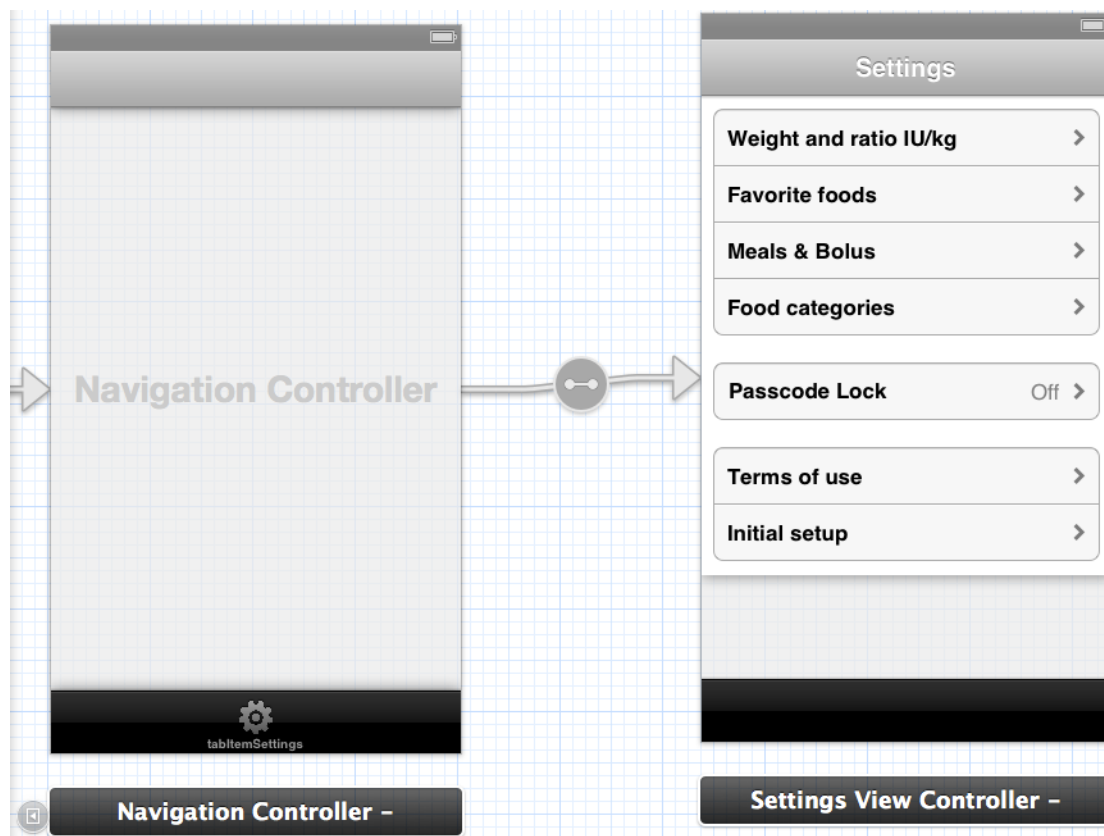 Navigation Controller
tabItemSettings
Navigation Controller –
Settings
Weight and ratio IU/kg
Favorite foods
Meals & Bolus
Food categories
Passcode Lock Off
Terms of use
Initial setup
Settings View Controller –